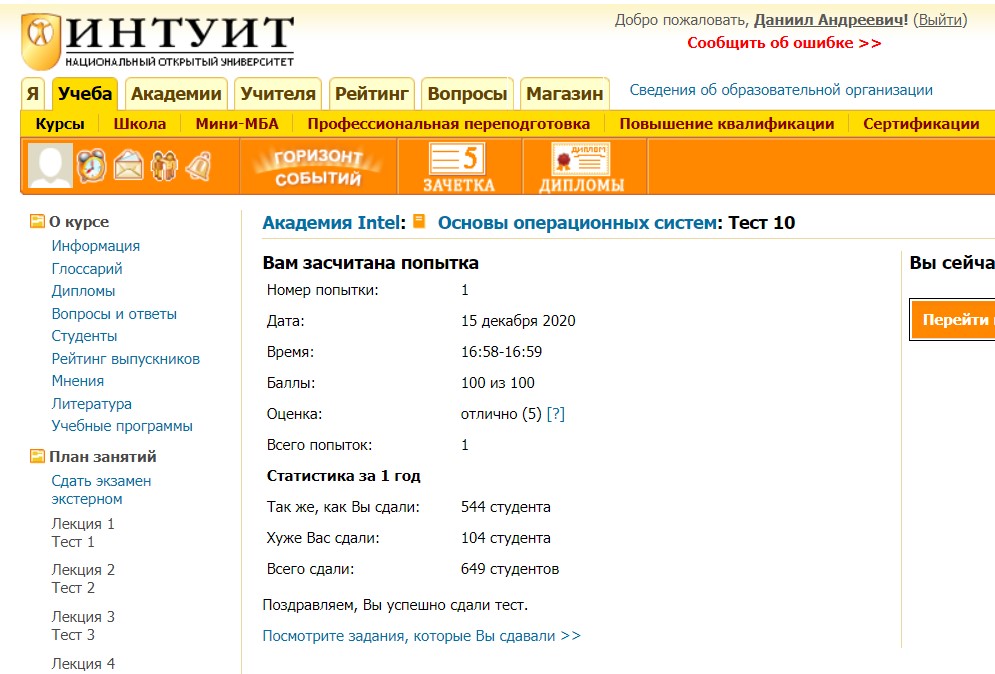 ИНТУИТ
НАЦИОНАЛЬНЫЙ ОТКРЫТЫЙ УНИВЕРСИТЕТ
Добро пожаловать, Даниил Андреевич! (Выйти)
Сообщить об ошибке >>
Я Учеба Академии Учителя Рейтинг Вопросы Магазин Сведения об образовательной организации
Курсы Школа Мини-МБА Профессиональная переподготовка Повышение квалификации Сертификации
ГОРИЗОНТ
СОБЫТИЙ
5
ЗАЧЕТКА
ДИПЛОМ
ДИПЛОМЫ
О курсе
Информация
Глоссарий
Дипломы
Вопросы и ответы
Студенты
Рейтинг выпускников
Мнения
Литература
Учебные программы
План занятий
Сдать экзамен
экстерном
Лекция 1
Тест 1
Лекция 2
Тест 2
Лекция 3
Тест 3
Лекция 4
Академия Intel: Основы операционных систем: Тест 10
Вам засчитана попытка
Номер попытки: 1
Дата: 15 декабря 2020
Время: 16:58-16:59
Баллы: 100 из 100
Оценка: отлично (5) [?]
Всего попыток: 1
Статистика за 1 год
Так же, как Вы сдали: 544 студента
Хуже Вас сдали: 104 студента
Всего сдали: 649 студентов
Поздравляем, Вы успешно сдали тест.
Посмотрите задания, которые Вы сдавали >>
Вы сейча
Перейти